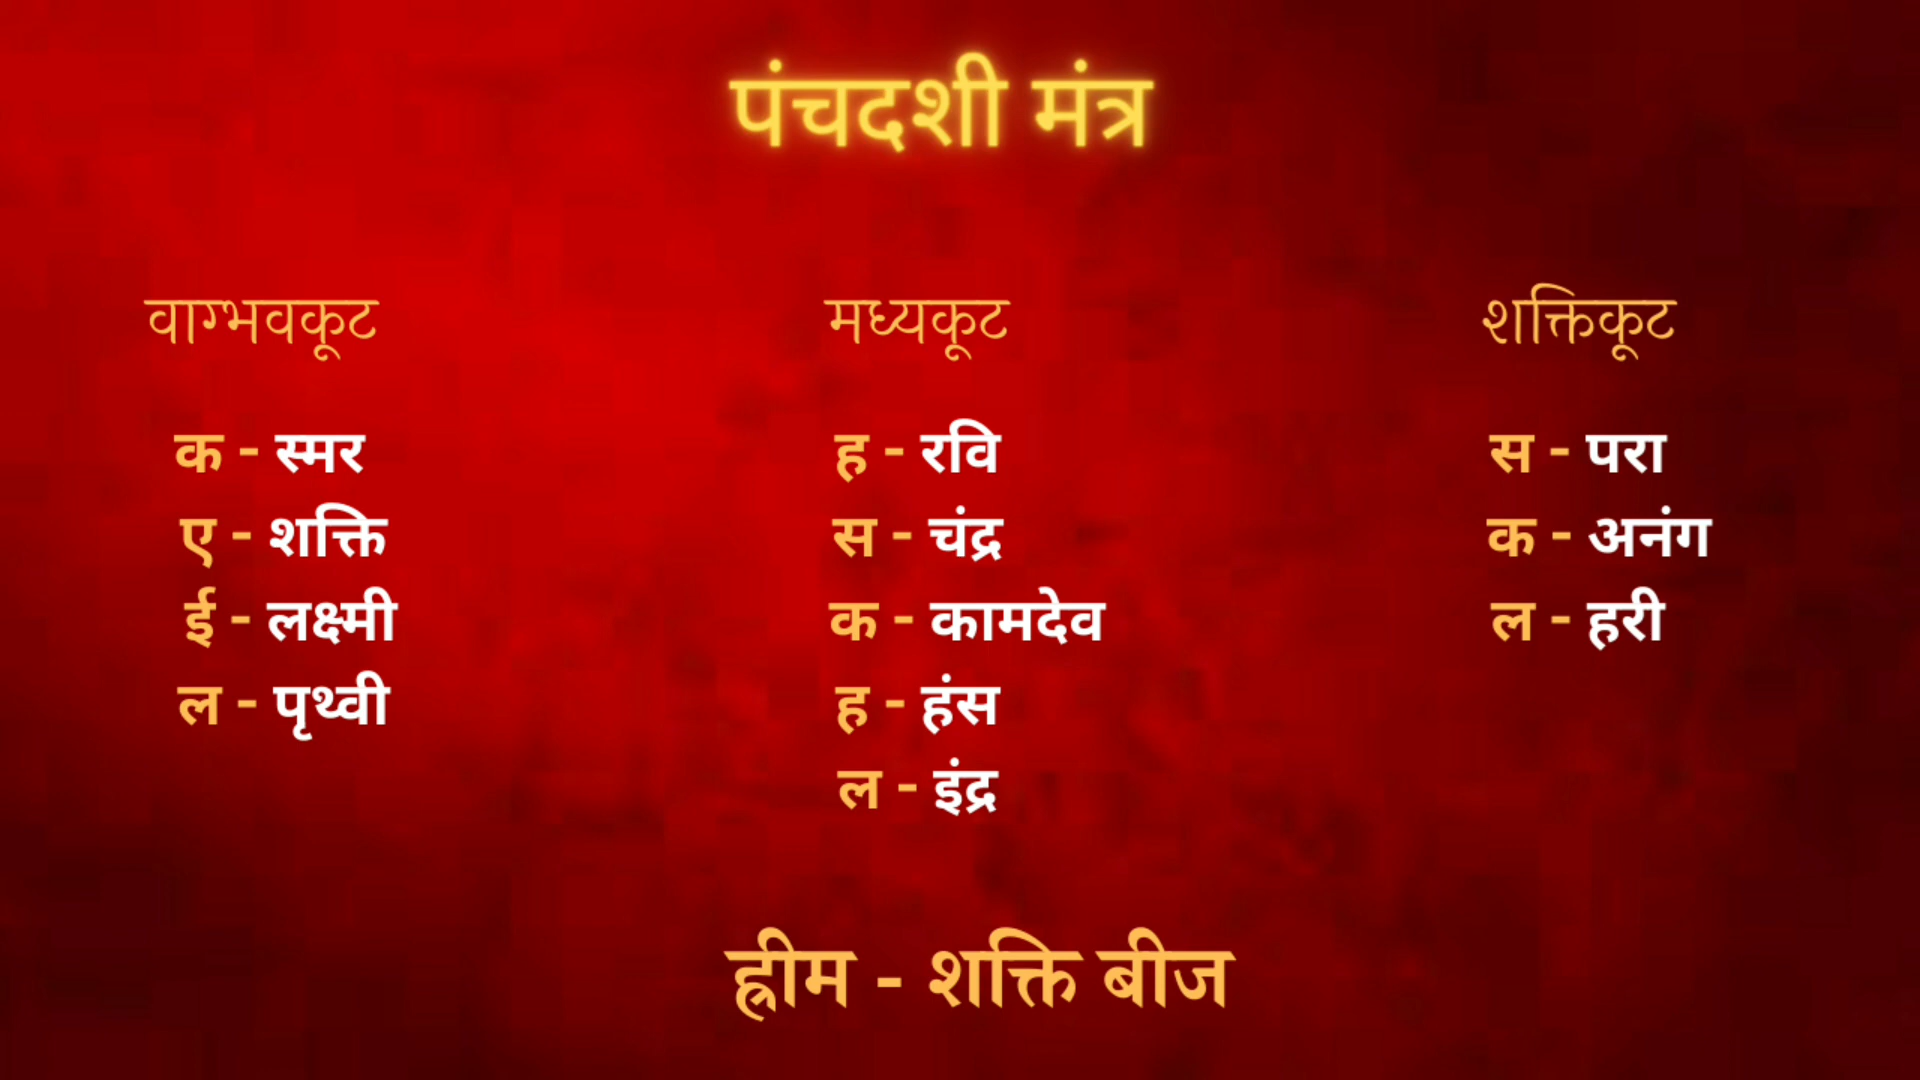 पंचदशी मंत्र
वाग्भवकूट
क - स्मर
ए - शक्ति
ई - लक्ष्मी
ल - पृथ्वी
मध्यकूट
ह - रवि
स - चंद्र
क - कामदेव
ह - हंस
ल - इंद्र
शक्तिकूट
स - परा
क - अनंग
ल - हरी
ह्रीम - शक्ति बीज